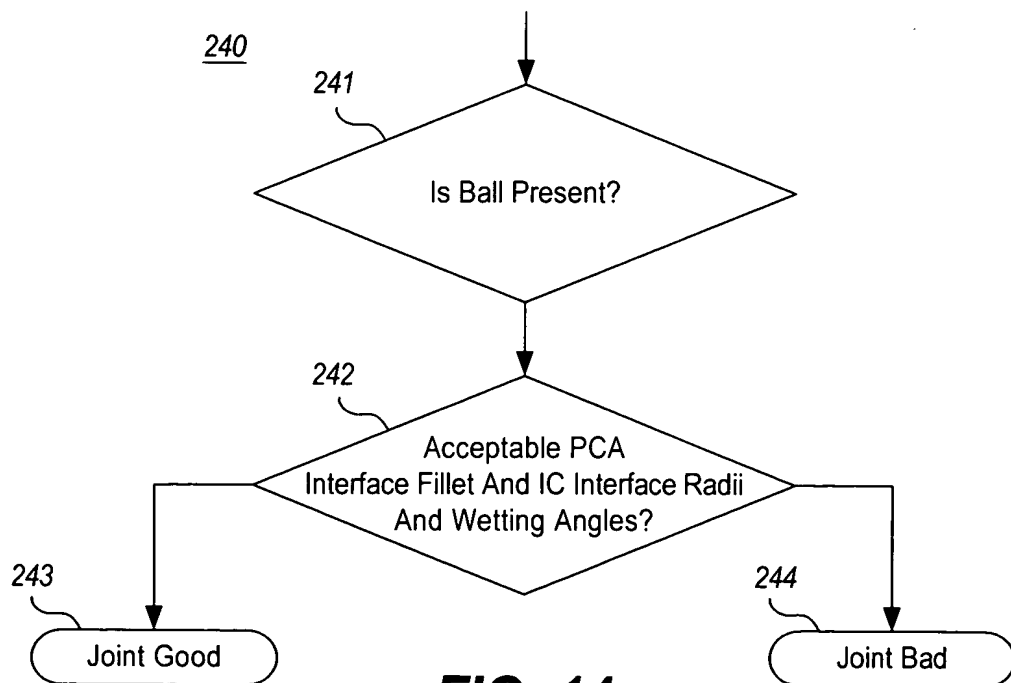 240
241
Is Ball Present?
242
Acceptable PCA
Interface Fillet And IC Interface Radii
And Wetting Angles?
243
Joint Good
244
Joint Bad